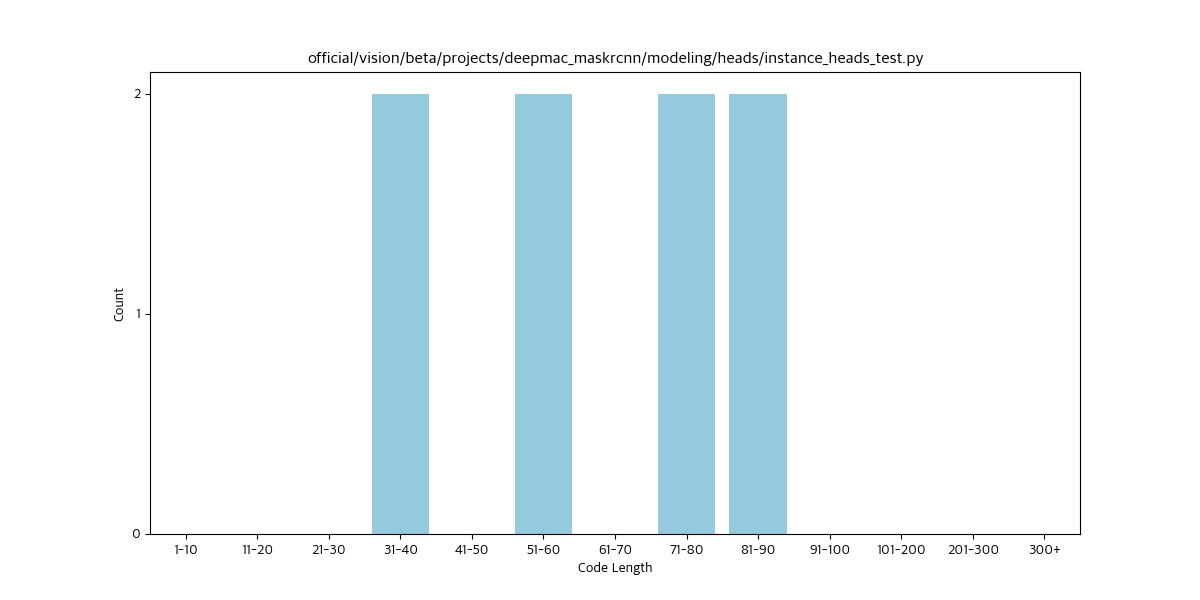 official/vision/beta/projects/deepmac_maskrcnn/modeling/heads/instance_heads_test.py
2
1
0
Count
1-10 11-20 21-30 31-40 41-50 51-60 61-70 71-80 81-90 91-100 101-200 201-300 300+
Code Length